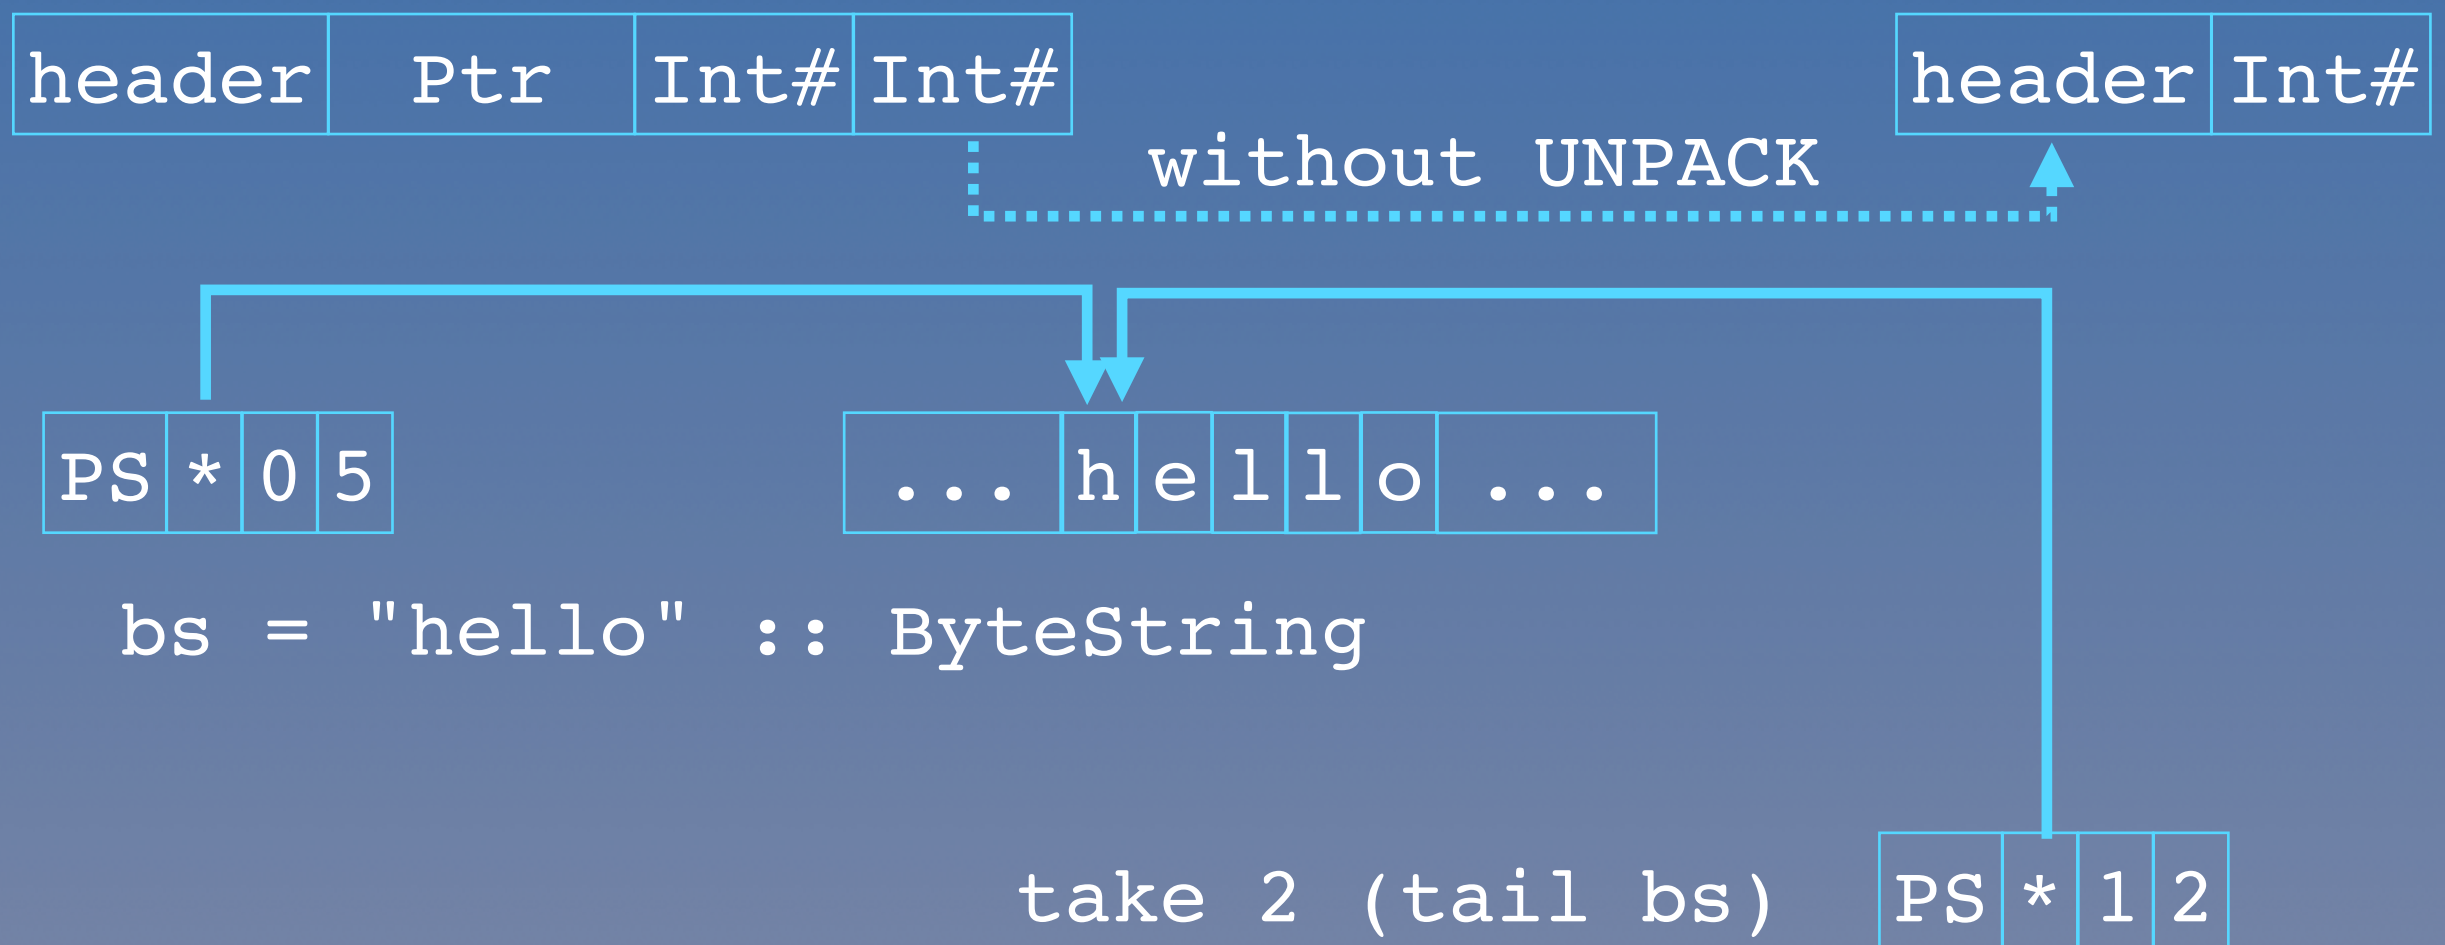 header Ptr Int# Int# header Int#
without UNPACK
PS * 0 5 ... h e l l o ...
bs = "hello" :: ByteString
take 2 (tail bs) PS * 1 2